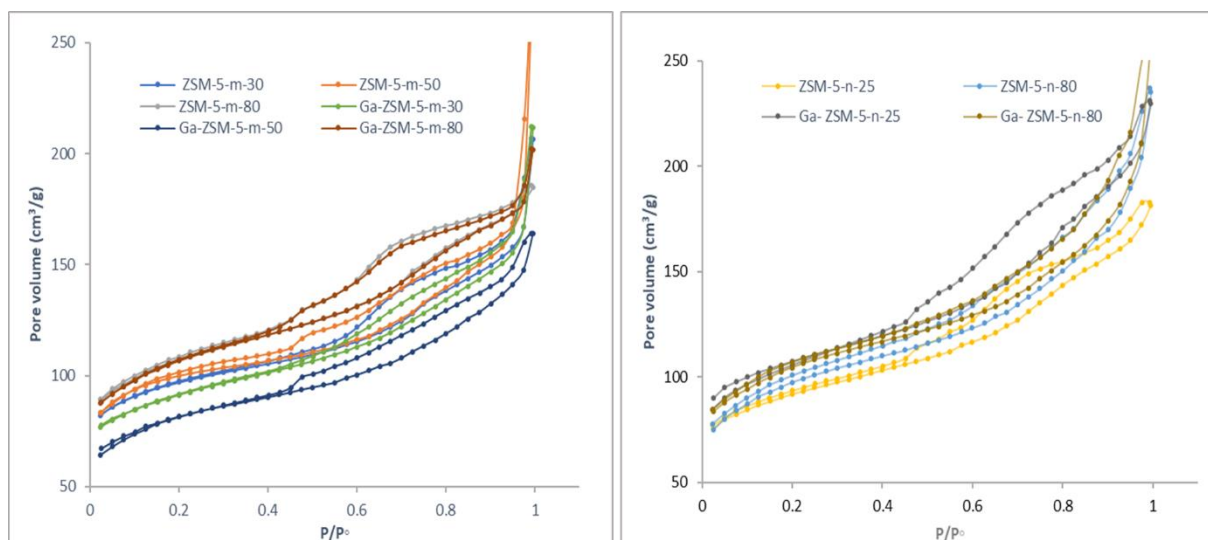 250
200
150
100
50
Pore volume (cm³/g)
ZSM-5-m-30
ZSM-5-m-50
ZSM-5-m-80
Ga-ZSM-5-m-30
Ga-ZSM-5-m-50
Ga-ZSM-5-m-80
0 0.2 0.4 0.6 0.8 1
P/P○
250
200
150
100
50
Pore volume (cm³/g)
ZSM-5-n-25
ZSM-5-n-80
Ga- ZSM-5-n-25
Ga- ZSM-5-n-80
0 0.2 0.4 0.6 0.8 1
P/P○